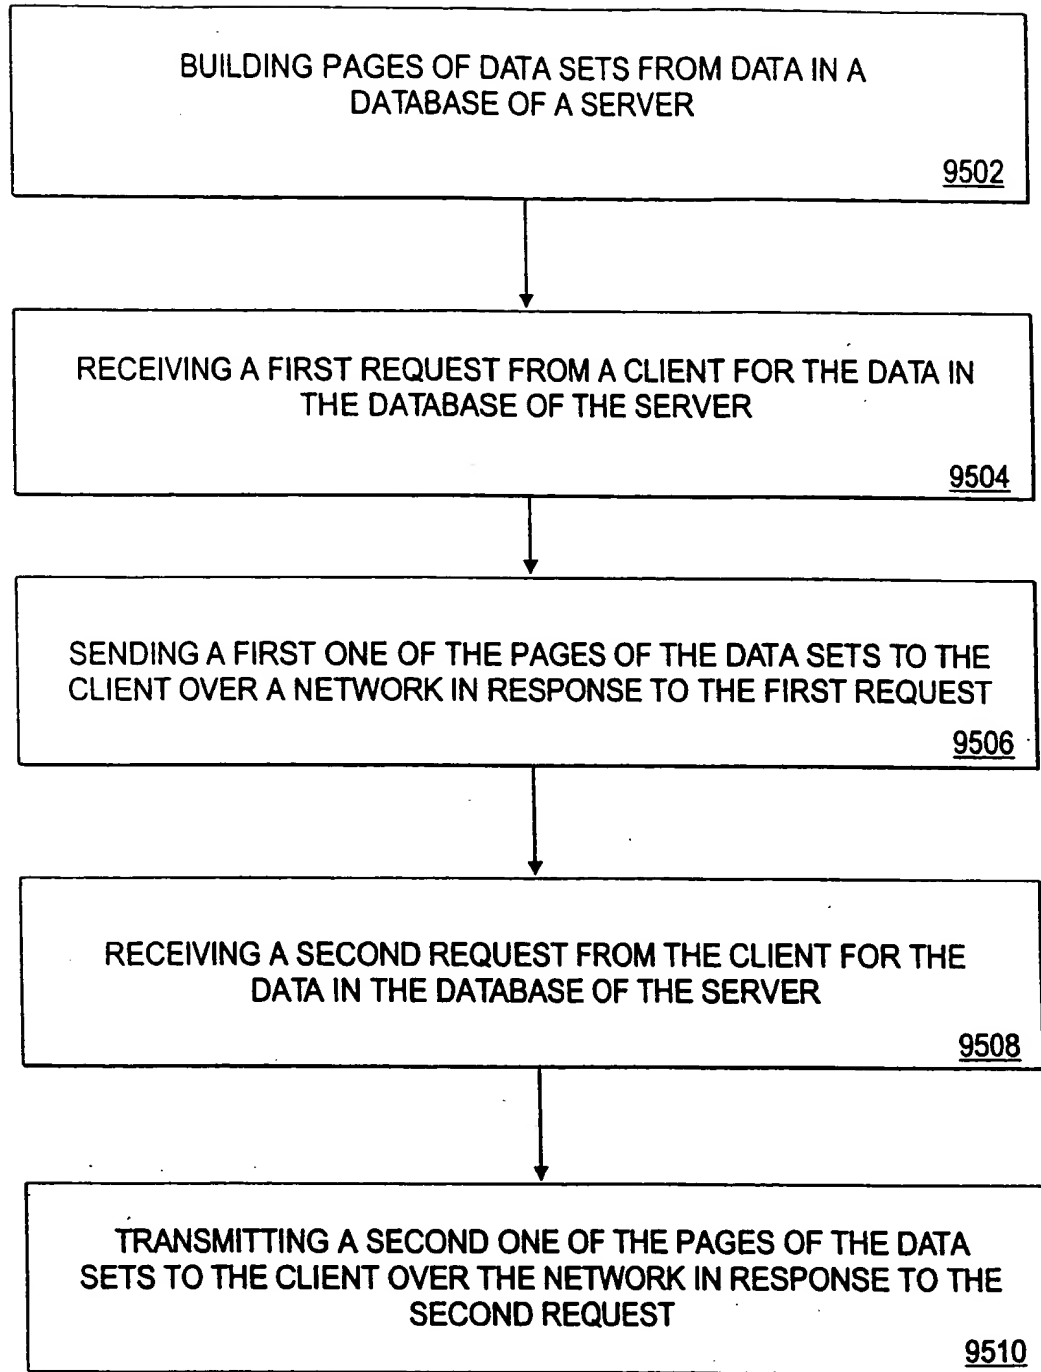 BUILDING PAGES OF DATA SETS FROM DATA IN A
DATABASE OF A SERVER
9502
RECEIVING A FIRST REQUEST FROM A CLIENT FOR THE DATA IN
THE DATABASE OF THE SERVER
9504
SENDING A FIRST ONE OF THE PAGES OF THE DATA SETS TO THE
CLIENT OVER A NETWORK IN RESPONSE TO THE FIRST REQUEST
9506
RECEIVING A SECOND REQUEST FROM THE CLIENT FOR THE
DATA IN THE DATABASE OF THE SERVER
9508
TRANSMITTING A SECOND ONE OF THE PAGES OF THE DATA
SETS TO THE CLIENT OVER THE NETWORK IN RESPONSE TO THE
SECOND REQUEST
9510